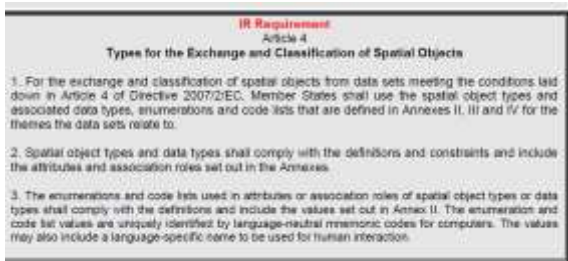 IR Requirement
Article 4
Types for the Exchange and Classification of Spatial Objects
1. For the exchange and classification of spatial objects from data sets meeting the conditions laid
down in Article 4 of Directive 2007/2/EC, Member States shall use the spatial object types and
associated data types, enumerations and code lists that are defined in Annexes II, III and IV for the
themes the data sets relate to.
2. Spatial object types and data types shall comply with the definitions and constraints and include
the attributes and association roles set out in the Annexes.
3. The enumerations and code lists used in attributes or association roles of spatial object types or data
types shall comply with the definitions and include the values set out in Annex II. The enumeration and
code list values are uniquely identified by language-neutral mnemonic codes for computers. The values
may also include a language-specific name to be used for human interaction.